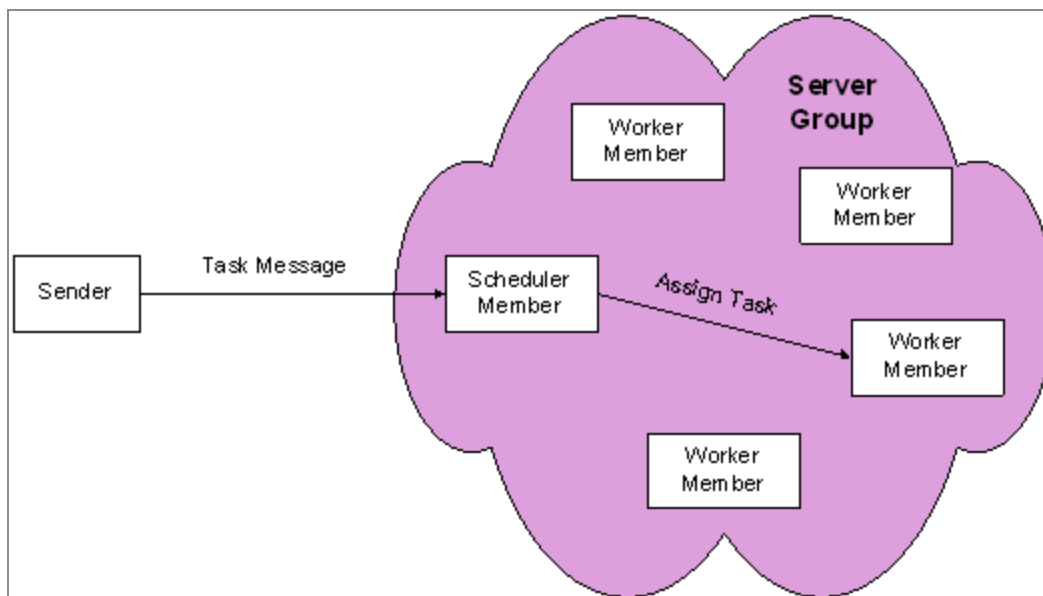 Server
Group
Worker
Member
Worker
Member
Sender
Task Message
Scheduler
Member
Assign Task
Worker
Member
Worker
Member